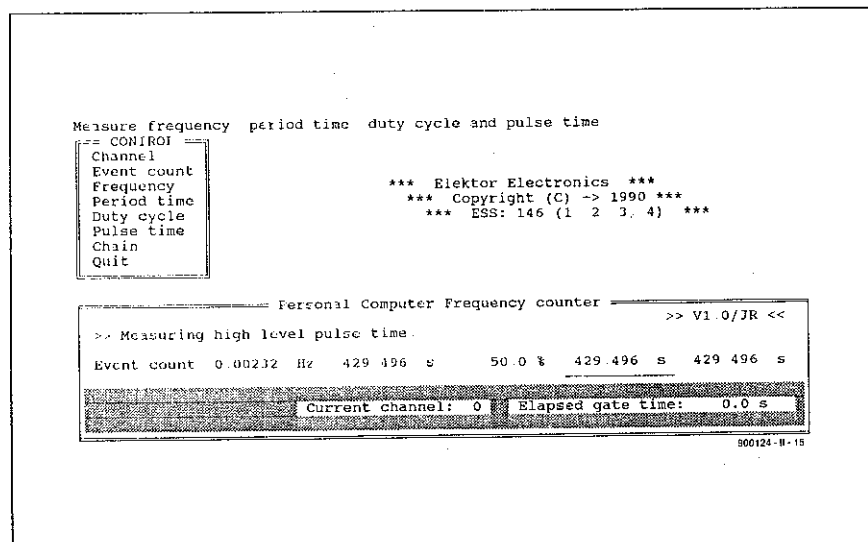 Measure frequency period time duty cycle and pulse time
== CONTROL ==
Channel
Event count
Frequency
Period time
Duty cycle
Pulse time
Chain
Quit
*** Elektor Electronics ***
*** Copyright (C) -> 1990 ***
*** ESS: 146 (1 2 3, 4) ***
Personal Computer Frequency counter
>> V1.0/JR <<
>> Measuring high level pulse time.
Event count 0.00232 Hz 429.496 s 50.0 % 429.496 s 429.496 s
Current channel: 0 Elapsed gate time: 0.0 s
900124 - II - 15